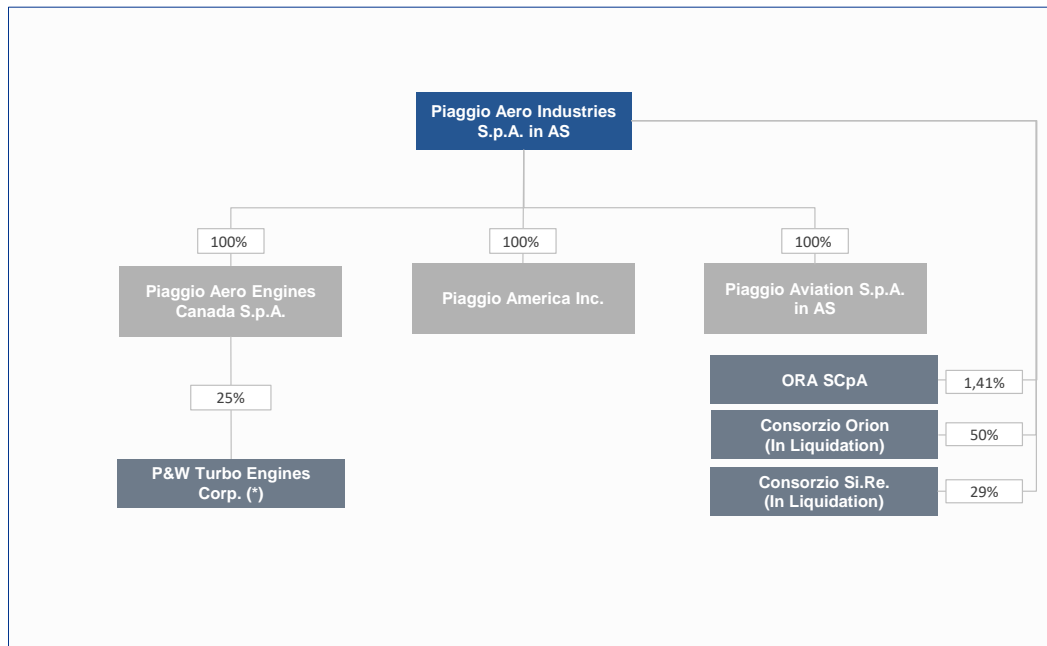 Piaggio Aero Industries
S.p.A. in AS
100%
100%
100%
Piaggio Aero Engines
Canada S.p.A.
Piaggio America Inc.
Piaggio Aviation S.p.A.
in AS
25%
ORA SCpA
1,41%
Consorzio Orion
(In Liquidation)
50%
P&W Turbo Engines
Corp. (*)
Consorzio Si.Re.
(In Liquidation)
29%